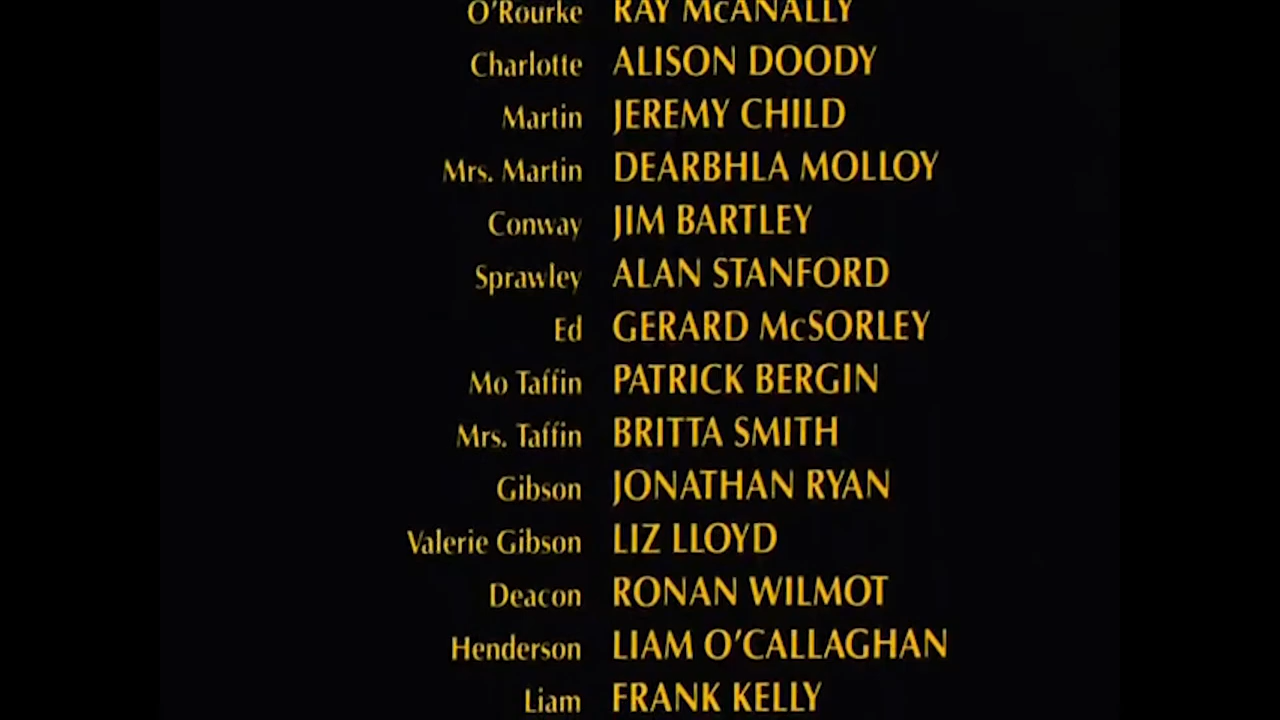 O'Rourke RAY McANALLY
Charlotte ALISON DOODY
Martin JEREMY CHILD
Mrs. Martin DEARBHLA MOLLOY
Conway JIM BARTLEY
Sprawley ALAN STANFORD
Ed GERARD McSORLEY
Mo Taffin PATRICK BERGIN
Mrs. Taffin BRITTA SMITH
Gibson JONATHAN RYAN
Valerie Gibson LIZ LLOYD
Deacon RONAN WILMOT
Henderson LIAM O'CALLAGHAN
Liam FRANK KELLY